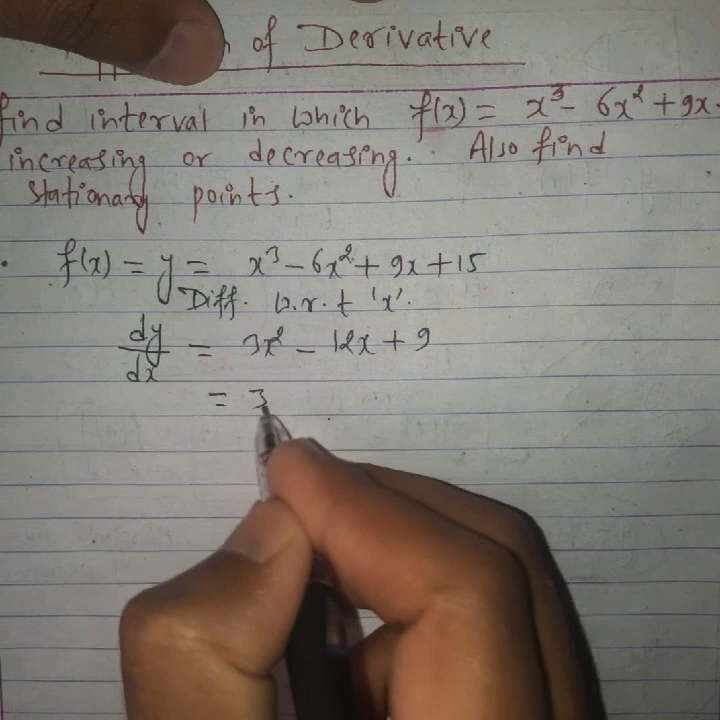 of Derivative
find interval in which f(x) = x³- 6x² + 9x
increasing or decreasing. Also find
stationary points.
f(x) = y = x³ - 6x² + 9x + 15
Diff. w.r.t 'x'.
dy/dx = 3x² - 12x + 9
= 3